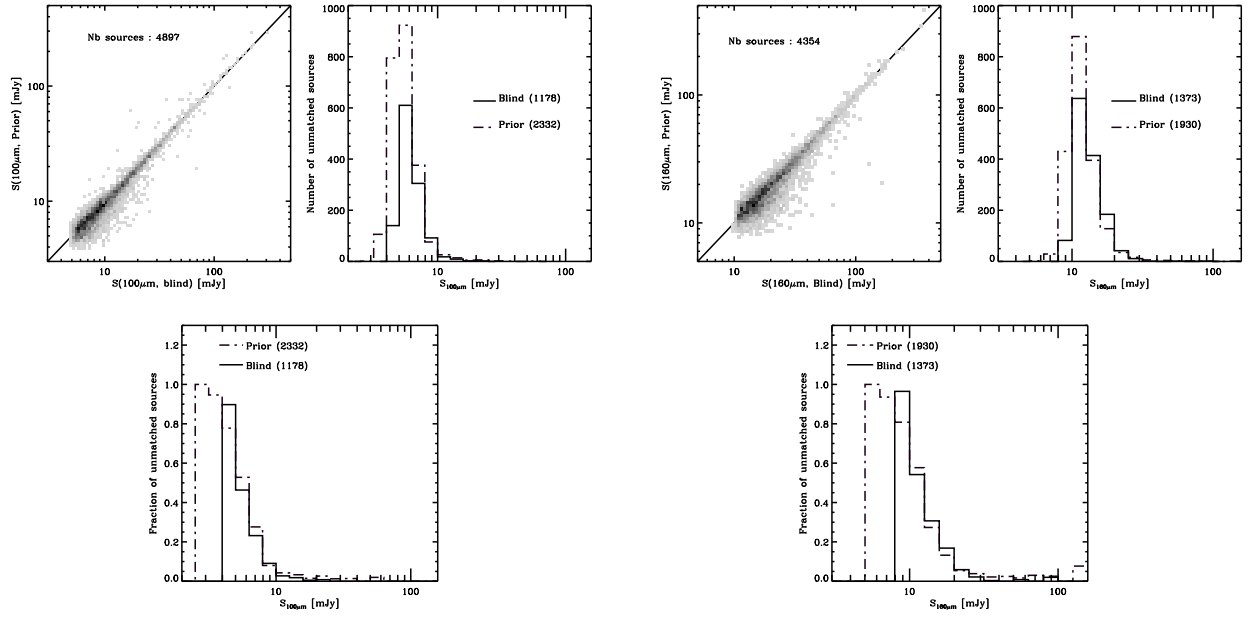 Nb sources : 4897
S(100μm, Prior) [mJy]
100
10
10
100
S(100μm, blind) [mJy]
1000
800
600
400
200
0
Number of unmatched sources
Blind (1178)
Prior (2332)
10
100
S100μm [mJy]
Nb sources : 4354
S(160μm, Prior) [mJy]
100
10
10
100
S(160μm, Blind) [mJy]
1000
800
600
400
200
0
Number of unmatched sources
Blind (1373)
Prior (1930)
10
100
S160μm [mJy]
Prior (2332)
Blind (1178)
1.2
1.0
0.8
0.6
0.4
0.2
0.0
Fraction of unmatched sources
10
100
S100μm [mJy]
Prior (1930)
Blind (1373)
1.2
1.0
0.8
0.6
0.4
0.2
0.0
Fraction of unmatched sources
10
100
S160μm [mJy]